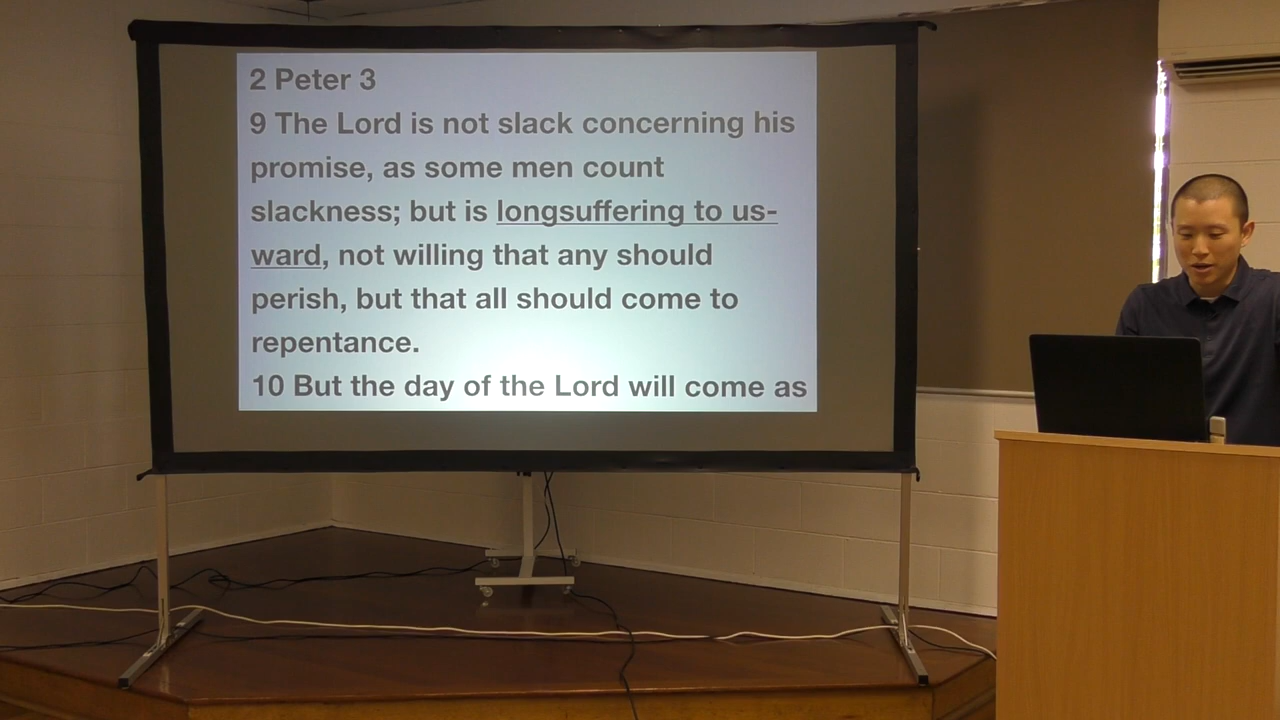 2 Peter 3
9 The Lord is not slack concerning his
promise, as some men count
slackness; but is longsuffering to us-
ward, not willing that any should
perish, but that all should come to
repentance.
10 But the day of the Lord will come as